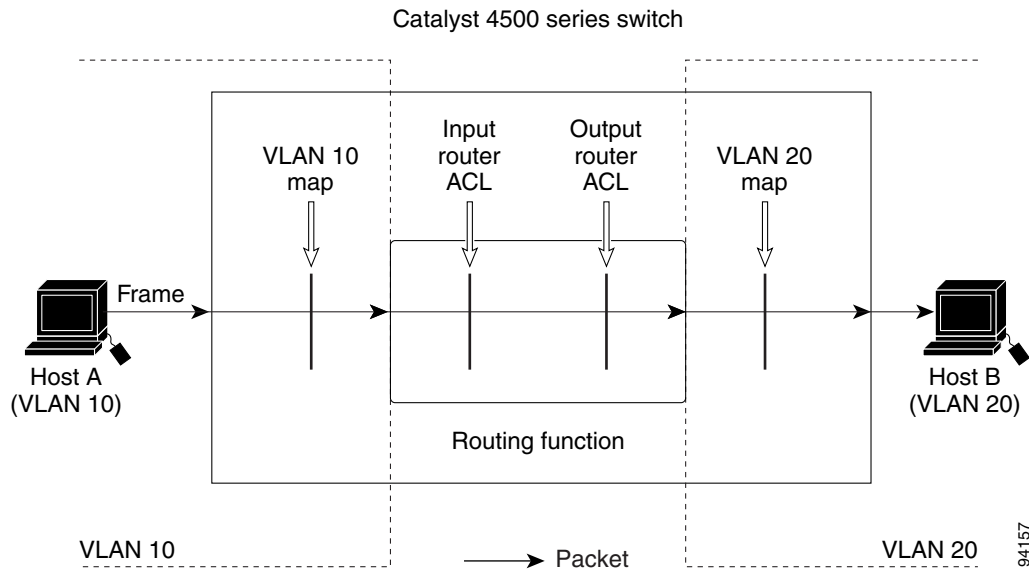 Catalyst 4500 series switch
VLAN 10
map
Input
router
ACL
Output
router
ACL
VLAN 20
map
Frame
Host A
(VLAN 10)
Host B
(VLAN 20)
Routing function
VLAN 10
Packet
VLAN 20
94157